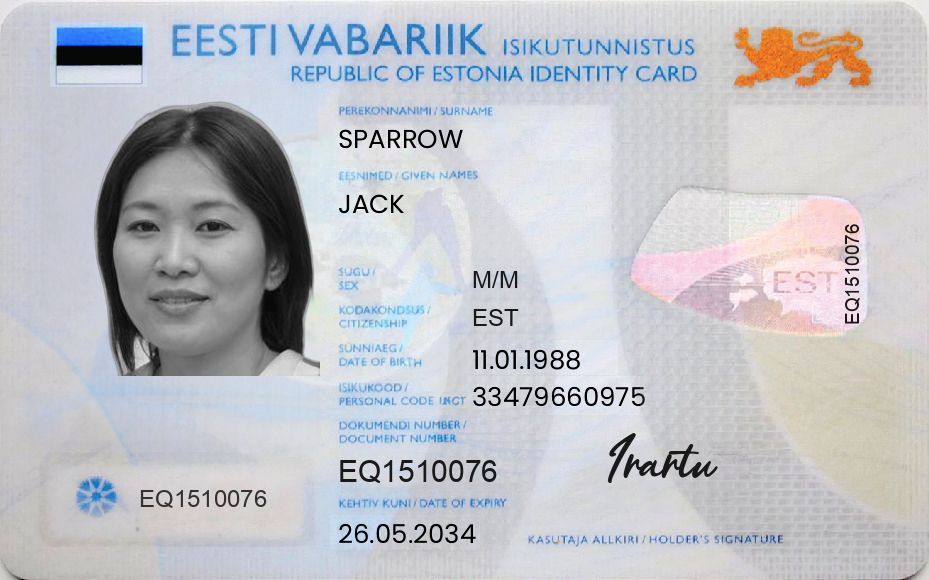 EESTI VABARIIK ISIKUTUNNISTUS
REPUBLIC OF ESTONIA IDENTITY CARD
PEREKONNANIMI / SURNAME
SPARROW
EESNIMED / GIVEN NAMES
JACK
SUGU /
SEX
M/M
KODAKONDSUS /
CITIZENSHIP
EST
SÜNNIAEG /
DATE OF BIRTH
11.01.1988
ISIKUKOOD /
PERSONAL CODE
33479660975
DOKUMENDI NUMBER /
DOCUMENT NUMBER
EQ1510076
KEHTIV KUNI / DATE OF EXPIRY
26.05.2034
EQ1510076
EST
EQ1510076
KASUTAJA ALLKIRI / HOLDER'S SIGNATURE